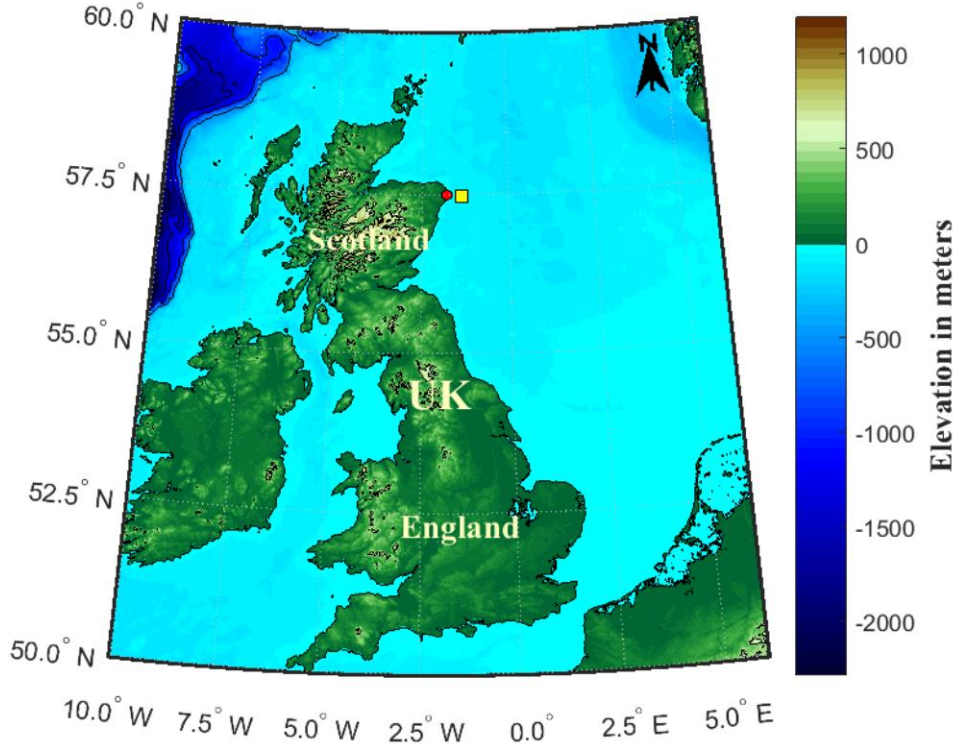 60.0° N
57.5° N
55.0° N
52.5° N
50.0° N
10.0° W
7.5° W
5.0° W
2.5° W
0.0°
2.5° E
5.0° E
N
Scotland
UK
England
1000
500
0
-500
-1000
-1500
-2000
Elevation in meters